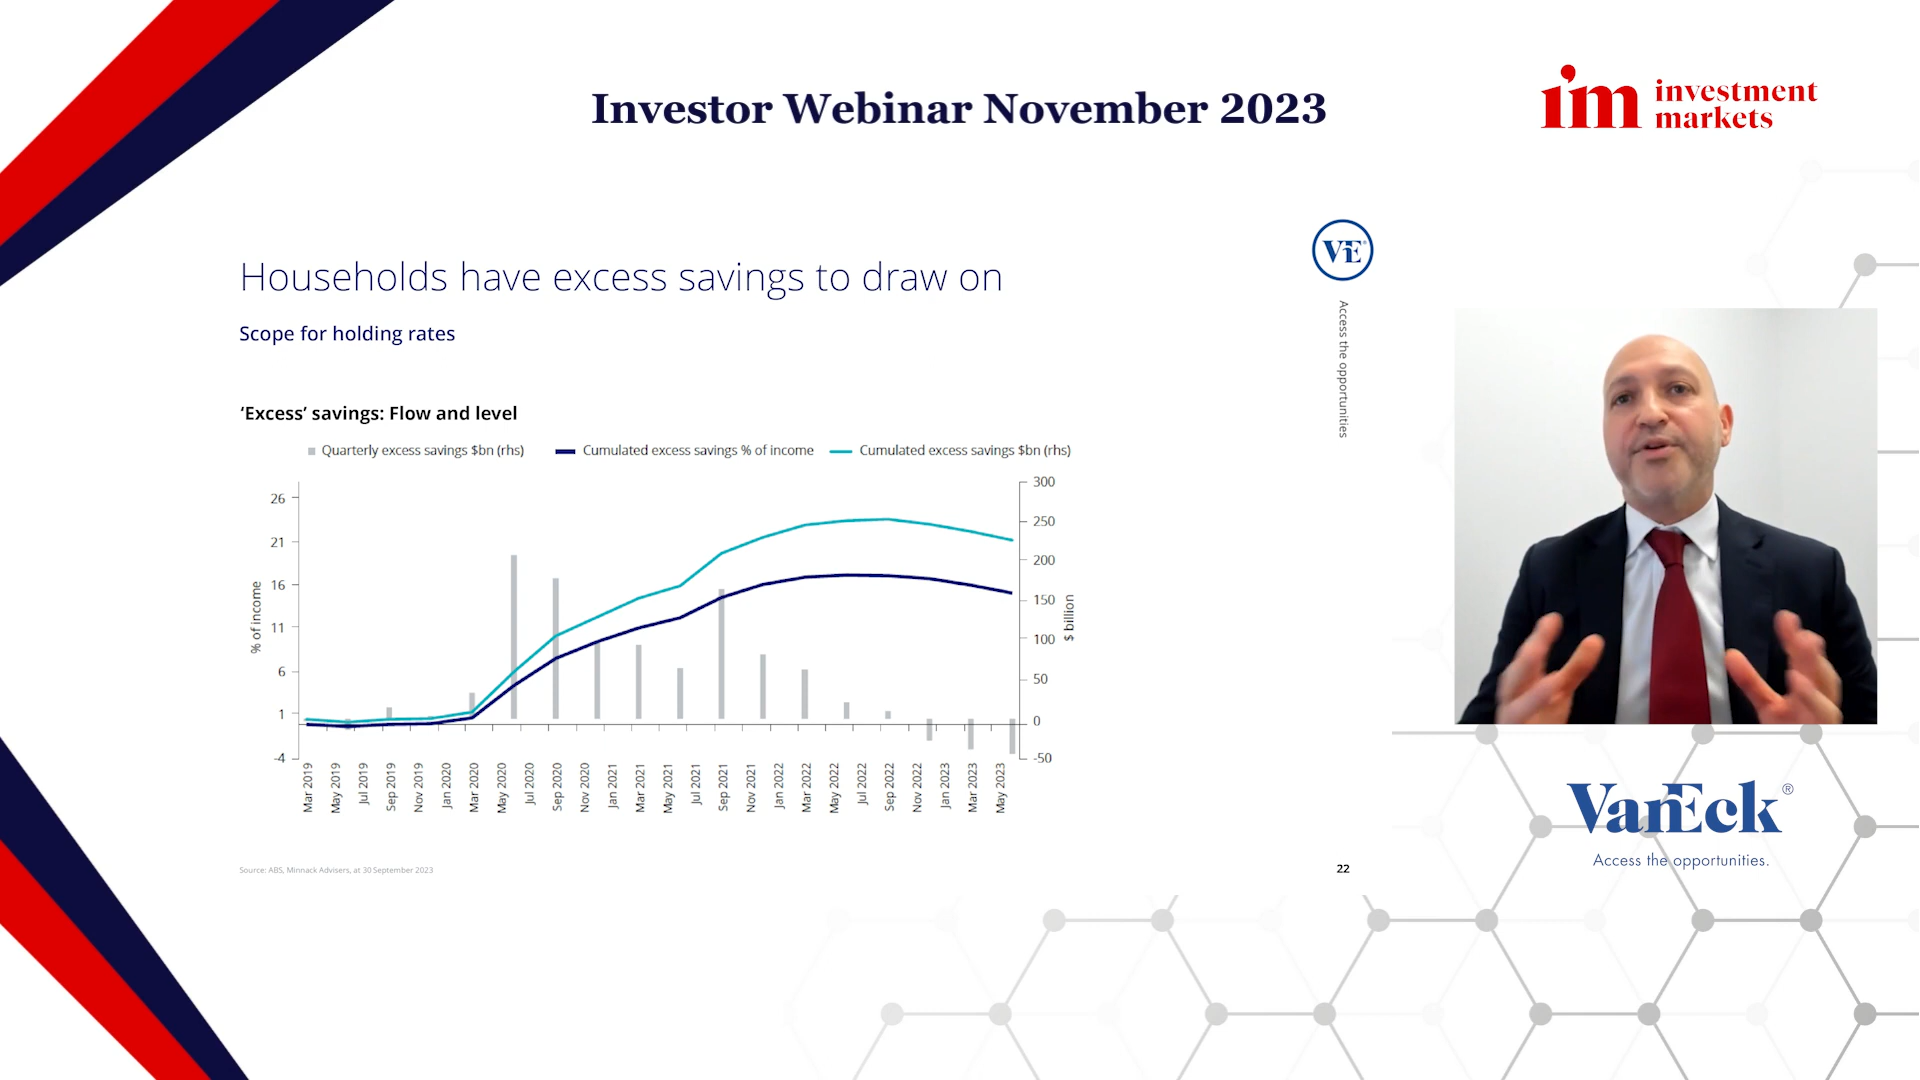 Investor Webinar November 2023
im investment
markets
VE
Access the opportunities
Households have excess savings to draw on
Scope for holding rates
‘Excess’ savings: Flow and level
Quarterly excess savings $bn (rhs)
Cumulated excess savings % of income
Cumulated excess savings $bn (rhs)
% of income
26
21
16
11
6
1
-4
300
250
200
150
100
50
0
-50
$ billion
Mar 2019
May 2019
Jul 2019
Sep 2019
Nov 2019
Jan 2020
Mar 2020
May 2020
Jul 2020
Sep 2020
Nov 2020
Jan 2021
Mar 2021
May 2021
Jul 2021
Sep 2021
Nov 2021
Jan 2022
Mar 2022
May 2022
Jul 2022
Sep 2022
Nov 2022
Jan 2023
Mar 2023
May 2023
Source: ABS, Minnack Advisers, at 30 September 2023
22
VanEck®
Access the opportunities.